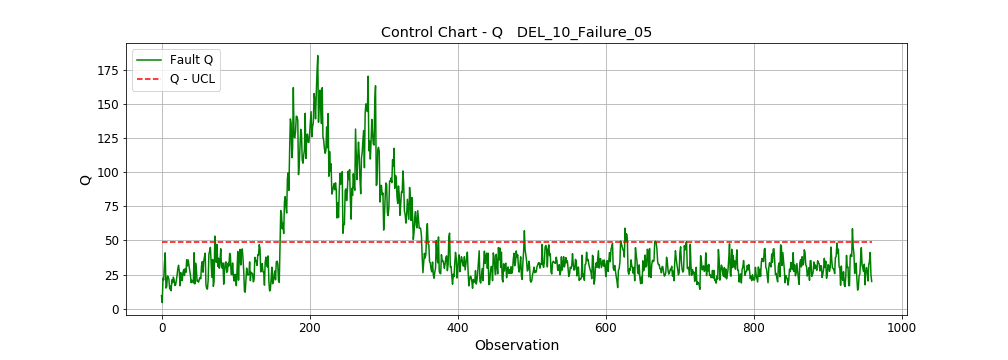 Control Chart - Q   DEL_10_Failure_05
Fault Q
Q - UCL
Q
175
150
125
100
75
50
25
0
0 200 400 600 800 1000
Observation